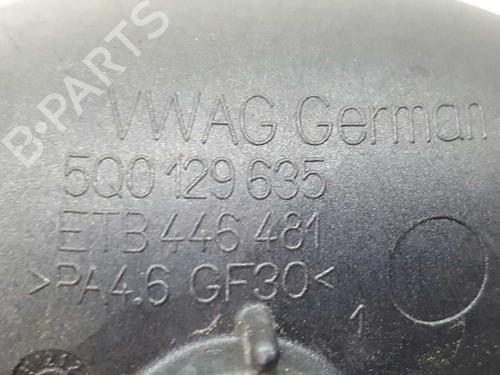 B-PARTS
VWAG German
5Q0 129 635
ETB 446 481
>PA4.6 GF30<
1